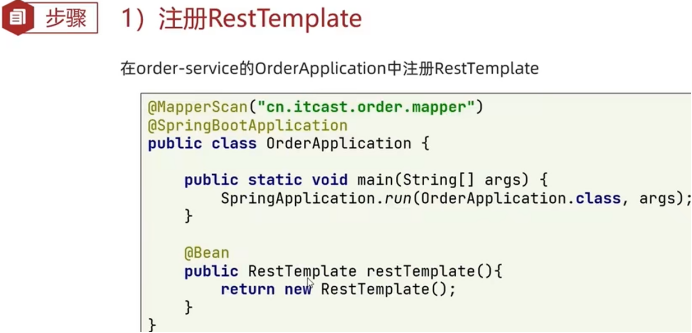 步骤
1）注册RestTemplate
在order-service的OrderApplication中注册RestTemplate
@MapperScan("cn.itcast.order.mapper")
@SpringBootApplication
public class OrderApplication {
public static void main(String[] args) {
SpringApplication.run(OrderApplication.class, args);
}
@Bean
public RestTemplate restTemplate(){
return new RestTemplate();
}
}